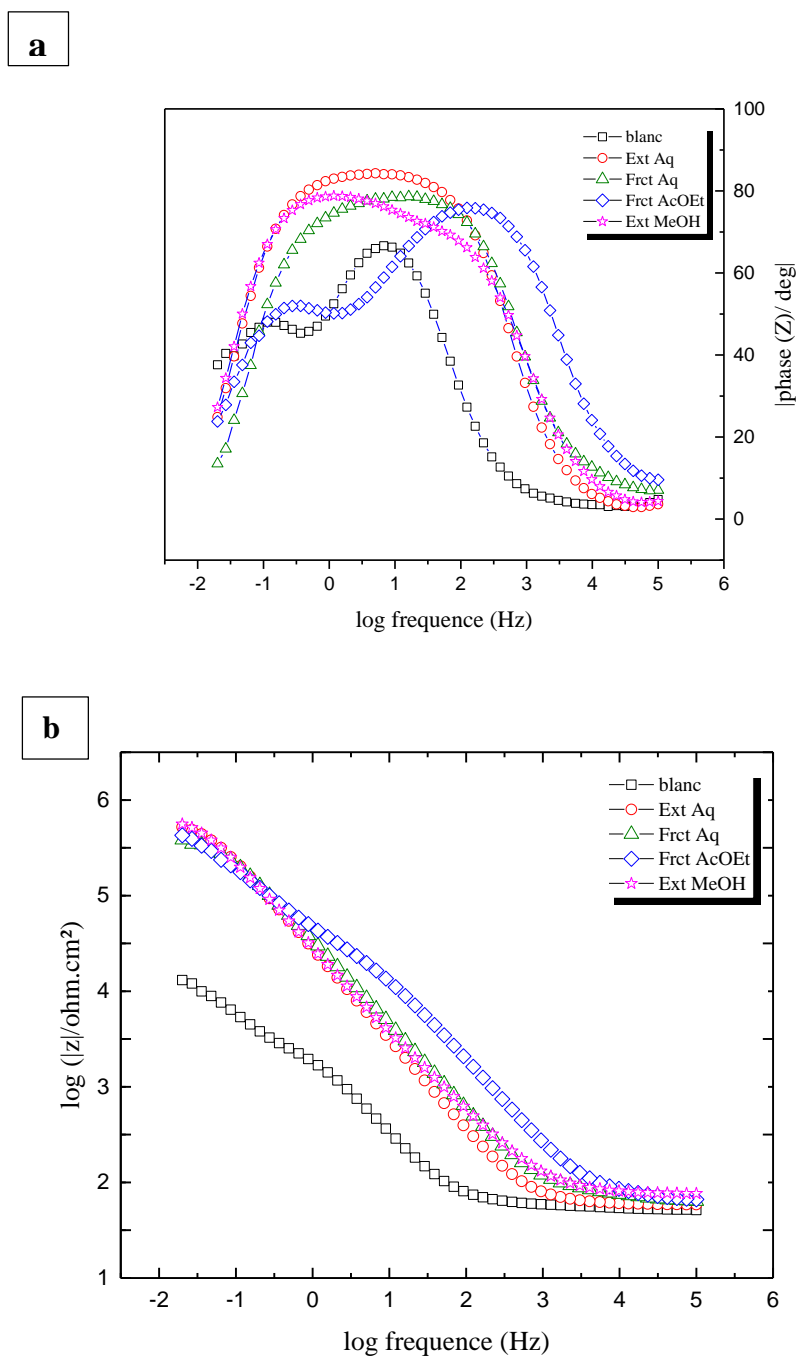 a
100
80
60
40
20
0
|phase (Z)/ deg|
blanc
Ext Aq
Frct Aq
Frct AcOEt
Ext MeOH
-2 -1 0 1 2 3 4 5 6
log frequence (Hz)
b
6
5
4
3
2
1
log (|z|/ohm.cm²)
blanc
Ext Aq
Frct Aq
Frct AcOEt
Ext MeOH
-2 -1 0 1 2 3 4 5 6
log frequence (Hz)